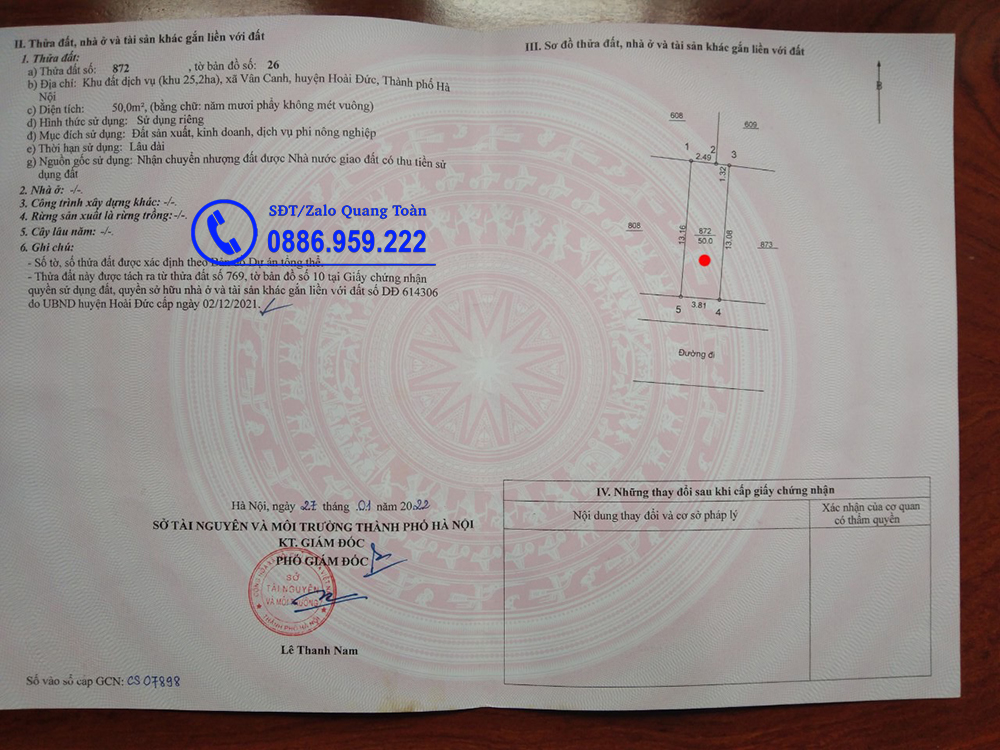 II. Thửa đất, nhà ở và tài sản khác gắn liền với đất
1. Thửa đất:
a) Thửa đất số: 872 , tờ bản đồ số: 26
b) Địa chỉ: Khu đất dịch vụ (khu 25,2ha), xã Vân Canh, huyện Hoài Đức, Thành phố Hà
Nội
c) Diện tích: 50,0m², (bằng chữ: năm mươi phẩy không mét vuông)
d) Hình thức sử dụng: Sử dụng riêng
đ) Mục đích sử dụng: Đất sản xuất, kinh doanh, dịch vụ phi nông nghiệp
e) Thời hạn sử dụng: Lâu dài
g) Nguồn gốc sử dụng: Nhận chuyển nhượng đất được Nhà nước giao đất có thu tiền sử
dụng đất
2. Nhà ở: -/-.
3. Công trình xây dựng khác: -/-.
4. Rừng sản xuất là rừng trồng: -/-.
5. Cây lâu năm: -/-.
6. Ghi chú:
- Số tờ, số thửa đất được xác định theo Bản đồ Dự án tổng thể.
- Thửa đất này được tách ra từ thửa đất số 769, tờ bản đồ số 10 tại Giấy chứng nhận
quyền sử dụng đất, quyền sở hữu nhà ở và tài sản khác gắn liền với đất số DĐ 614306
do UBND huyện Hoài Đức cấp ngày 02/12/2021.
SĐT/Zalo Quang Toàn
0886.959.222
Hà Nội, ngày 27 tháng 01 năm 2022
SỞ TÀI NGUYÊN VÀ MÔI TRƯỜNG THÀNH PHỐ HÀ NỘI
KT. GIÁM ĐỐC
PHÓ GIÁM ĐỐC
SỞ
TÀI NGUYÊN
VÀ MÔI TRƯỜNG
THÀNH PHỐ HÀ NỘI
Lê Thanh Nam
Số vào sổ cấp GCN: CS 07898
III. Sơ đồ thửa đất, nhà ở và tài sản khác gắn liền với đất
B
608
609
1
2
3
2.49
1.32
808
13.16
872
50.0
13.08
873
5
3.81
4
Đường đi
IV. Những thay đổi sau khi cấp giấy chứng nhận
Nội dung thay đổi và cơ sở pháp lý
Xác nhận của cơ quan
có thẩm quyền